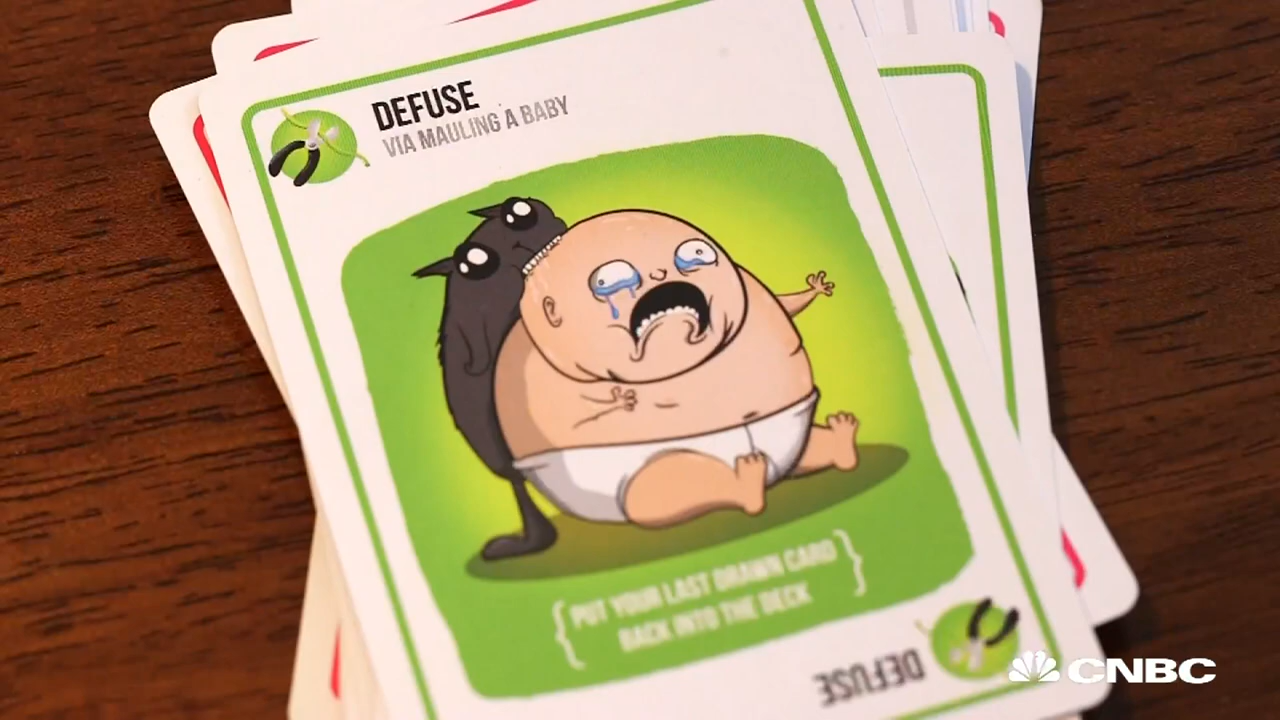 DEFUSE
VIA MAULING A BABY
{PUT YOUR LAST DRAWN CARD
BACK INTO THE DECK}
DEFUSE
CNBC